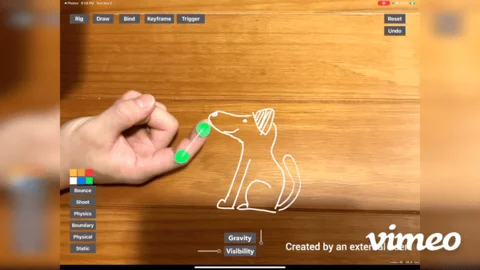 Rig Draw Bind Keyframe Trigger Reset
Undo
Bounce
Shoot
Physics
Boundary
Physical
Static
Gravity
Visibility
Created by an external
vimeo